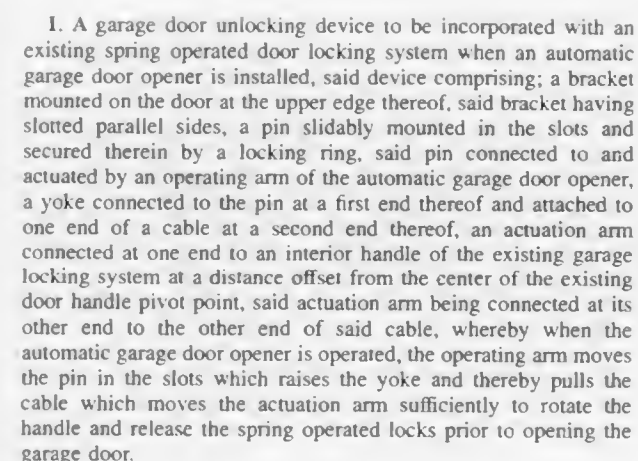 1. A garage door unlocking device to be incorporated with an
existing spring operated door locking system when an automatic
garage door opener is installed, said device comprising; a bracket
mounted on the door at the upper edge thereof, said bracket having
slotted parallel sides, a pin slidably mounted in the slots and
secured therein by a locking ring, said pin connected to and
actuated by an operating arm of the automatic garage door opener,
a yoke connected to the pin at a first end thereof and attached to
one end of a cable at a second end thereof, an actuation arm
connected at one end to an interior handle of the existing garage
locking system at a distance offset from the center of the existing
door handle pivot point, said actuation arm being connected at its
other end to the other end of said cable, whereby when the
automatic garage door opener is operated, the operating arm moves
the pin in the slots which raises the yoke and thereby pulls the
cable which moves the actuation arm sufficiently to rotate the
handle and release the spring operated locks prior to opening the
garage door.